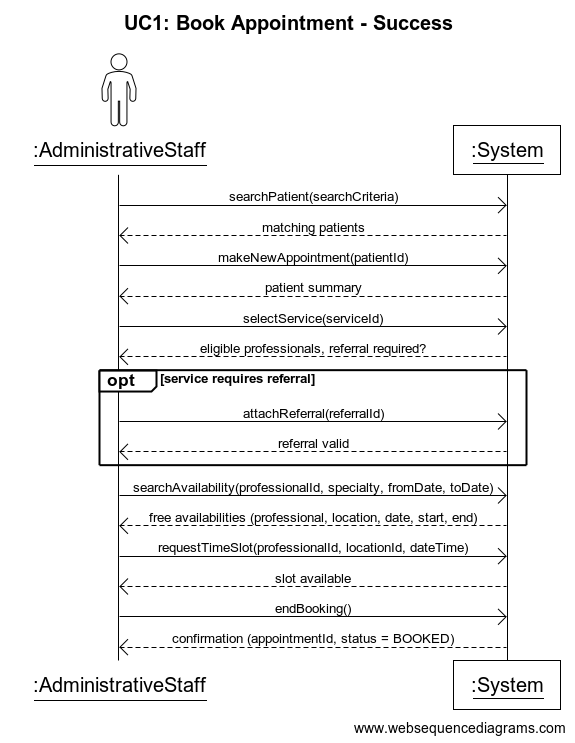 UC1: Book Appointment - Success
:AdministrativeStaff
:System
searchPatient(searchCriteria)
matching patients
makeNewAppointment(patientId)
patient summary
selectService(serviceId)
eligible professionals, referral required?
opt [service requires referral]
attachReferral(referralId)
referral valid
searchAvailability(professionalId, specialty, fromDate, toDate)
free availabilities (professional, location, date, start, end)
requestTimeSlot(professionalId, locationId, dateTime)
slot available
endBooking()
confirmation (appointmentId, status = BOOKED)
:AdministrativeStaff
:System
www.websequencediagrams.com